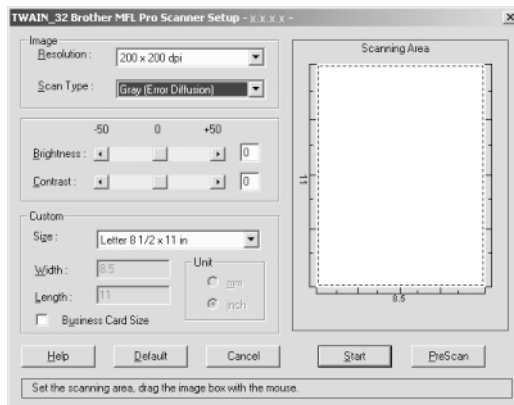 TWAIN_32 Brother MFL Pro Scanner Setup - X.X.X.X -
Image
Resolution :
200 x 200 dpi
Scan Type :
Gray (Error Diffusion)
-50 0 +50
Brightness : 0
Contrast : 0
Custom
Size :
Letter 8 1/2 x 11 in
Width : 8.5
Length : 11
Unit
mm
inch
Business Card Size
Scanning Area
11
8.5
Help Default Cancel Start PreScan
Set the scanning area, drag the image box with the mouse.